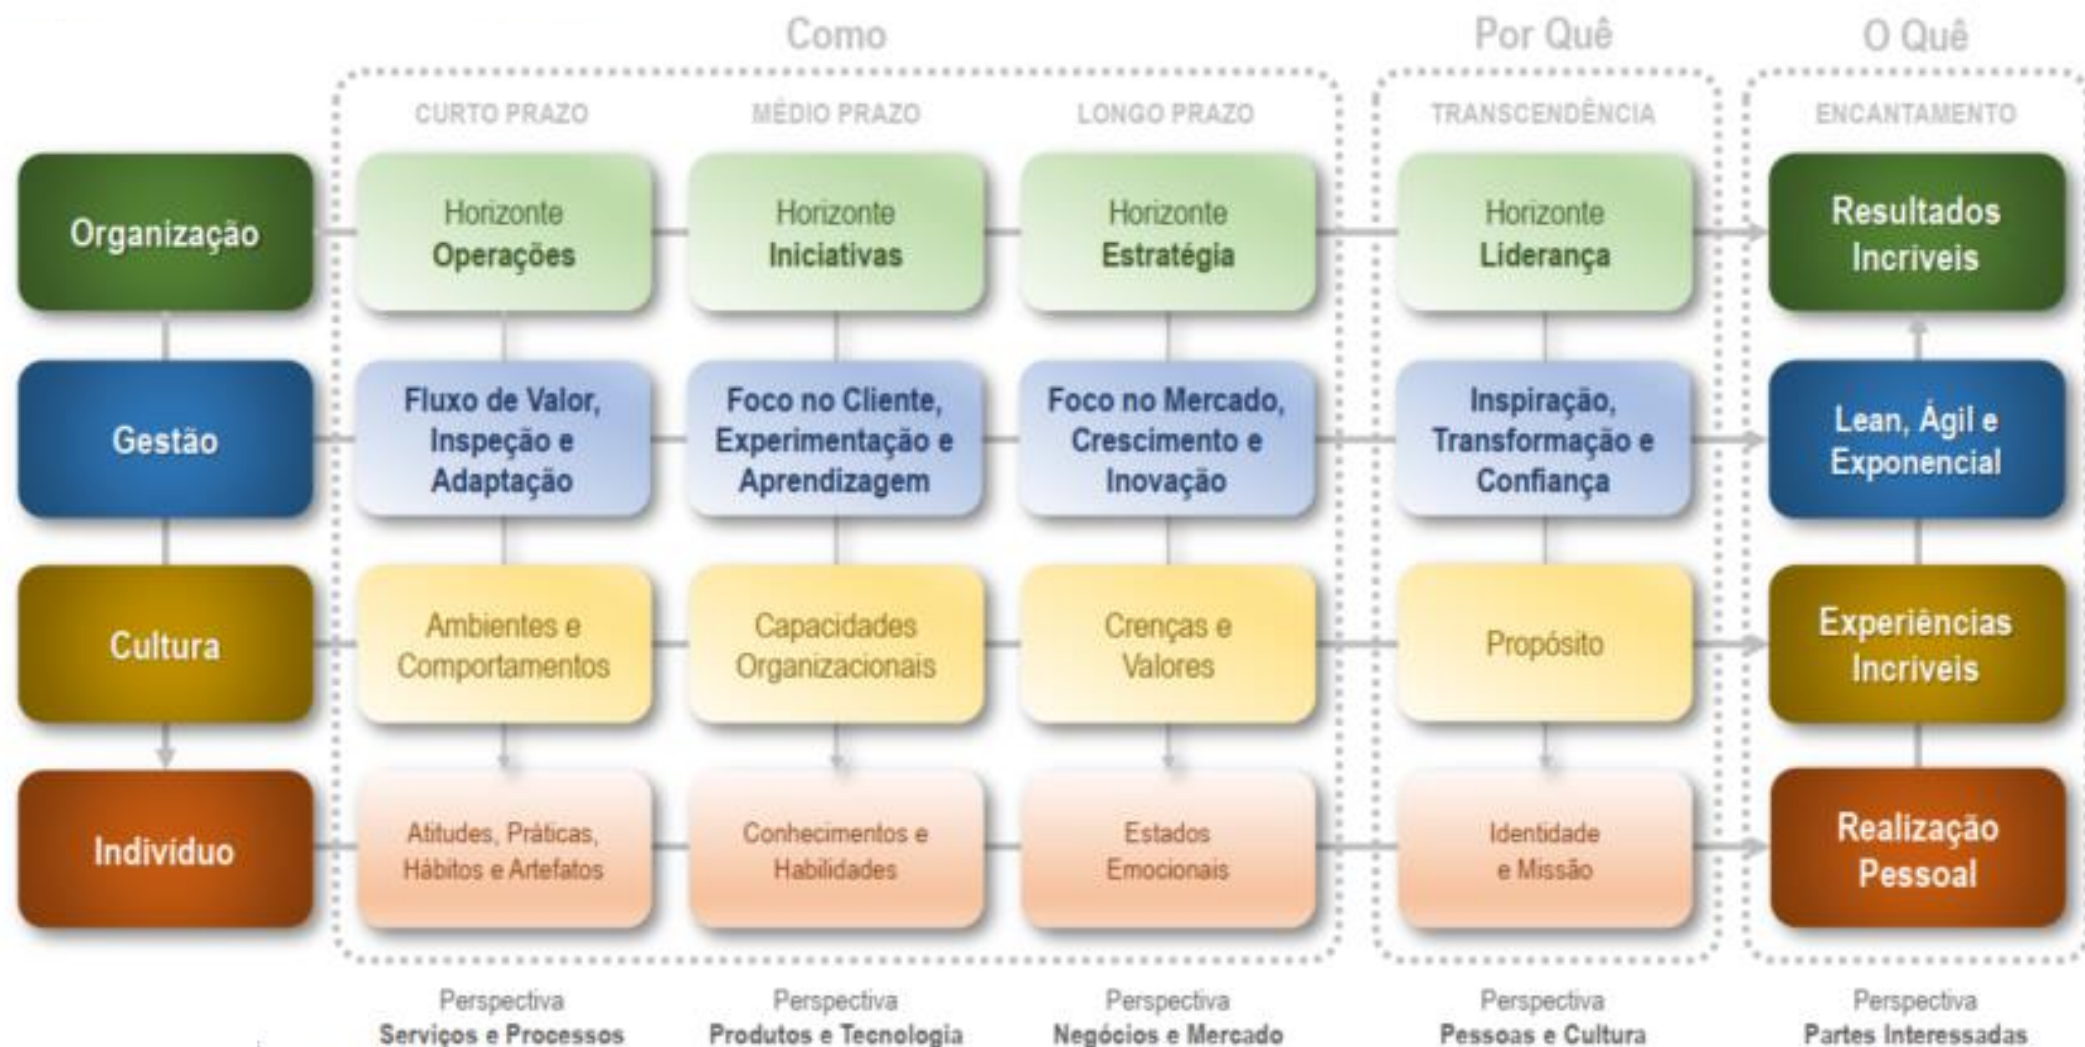 Como
Por Quê
O Quê
CURTO PRAZO
MÉDIO PRAZO
LONGO PRAZO
TRANSCENDÊNCIA
ENCANTAMENTO
Organização
Horizonte
Operações
Horizonte
Iniciativas
Horizonte
Estratégia
Horizonte
Liderança
Resultados
Incriveis
Gestão
Fluxo de Valor,
Inspeção e
Adaptação
Foco no Cliente,
Experimentação e
Aprendizagem
Foco no Mercado,
Crescimento e
Inovação
Inspiração,
Transformação e
Confiança
Lean, Ágil e
Exponencial
Cultura
Ambientes e
Comportamentos
Capacidades
Organizacionais
Crenças e
Valores
Propósito
Experiências
Incriveis
Indivíduo
Atitudes, Práticas,
Hábitos e Artefatos
Conhecimentos e
Habilidades
Estados
Emocionais
Identidade
e Missão
Realização
Pessoal
Perspectiva
Serviços e Processos
Perspectiva
Produtos e Tecnologia
Perspectiva
Negócios e Mercado
Perspectiva
Pessoas e Cultura
Perspectiva
Partes Interessadas